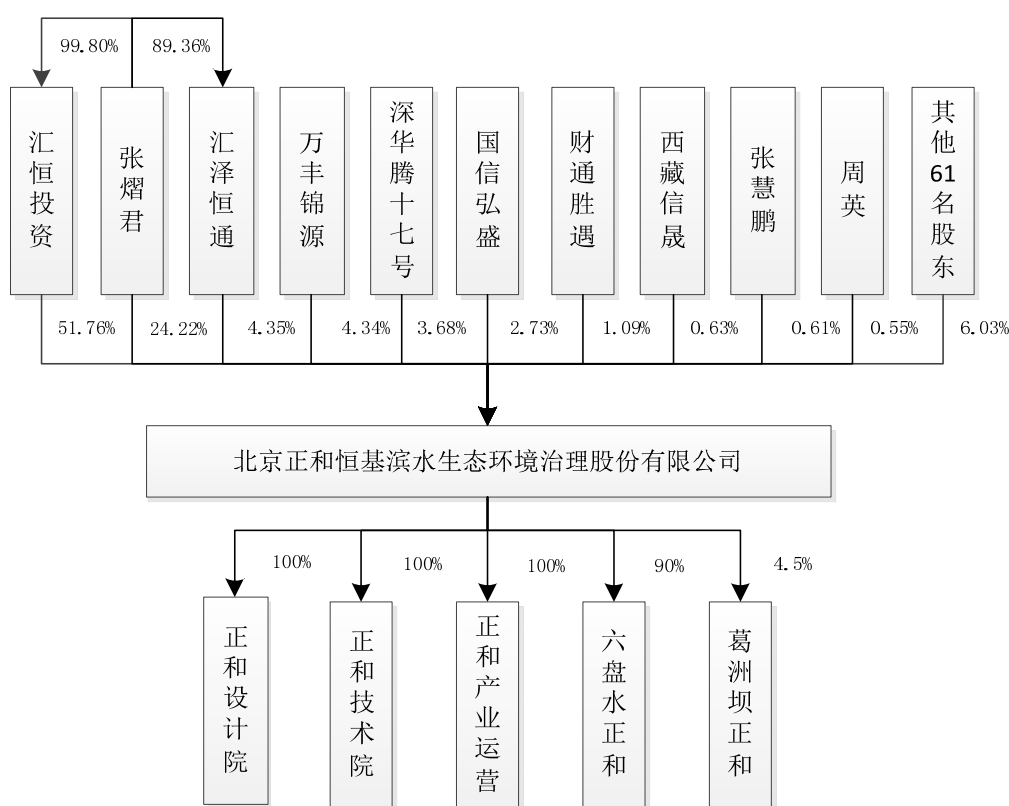 99.80%
89.36%
汇恒投资
张熠君
汇泽恒通
万丰锦源
深华腾十七号
国信弘盛
财通胜遇
西藏信晟
张慧鹏
周英
其他61名股东
51.76%
24.22%
4.35%
4.34%
3.68%
2.73%
1.09%
0.63%
0.61%
0.55%
6.03%
北京正和恒基滨水生态环境治理股份有限公司
100%
100%
100%
90%
4.5%
正和设计院
正和技术院
正和产业运营
六盘水正和
葛洲坝正和